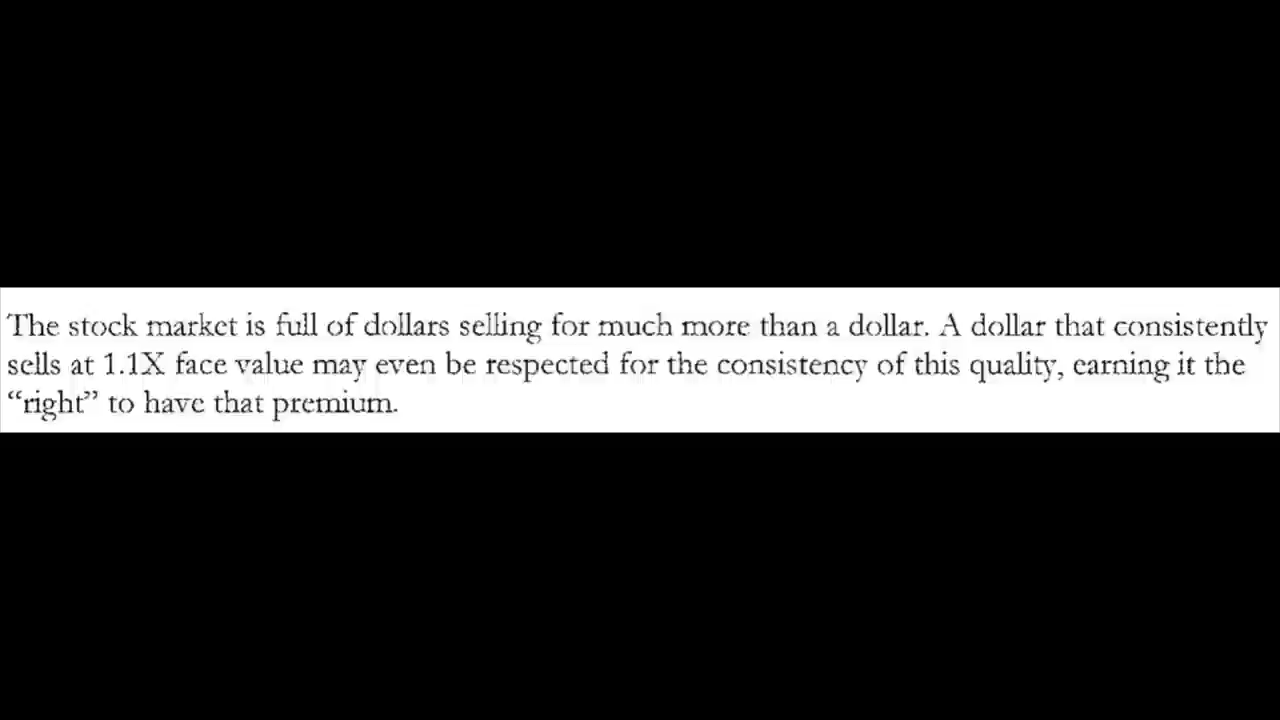 The stock market is full of dollars selling for much more than a dollar. A dollar that consistently
sells at 1.1X face value may even be respected for the consistency of this quality, earning it the
“right” to have that premium.